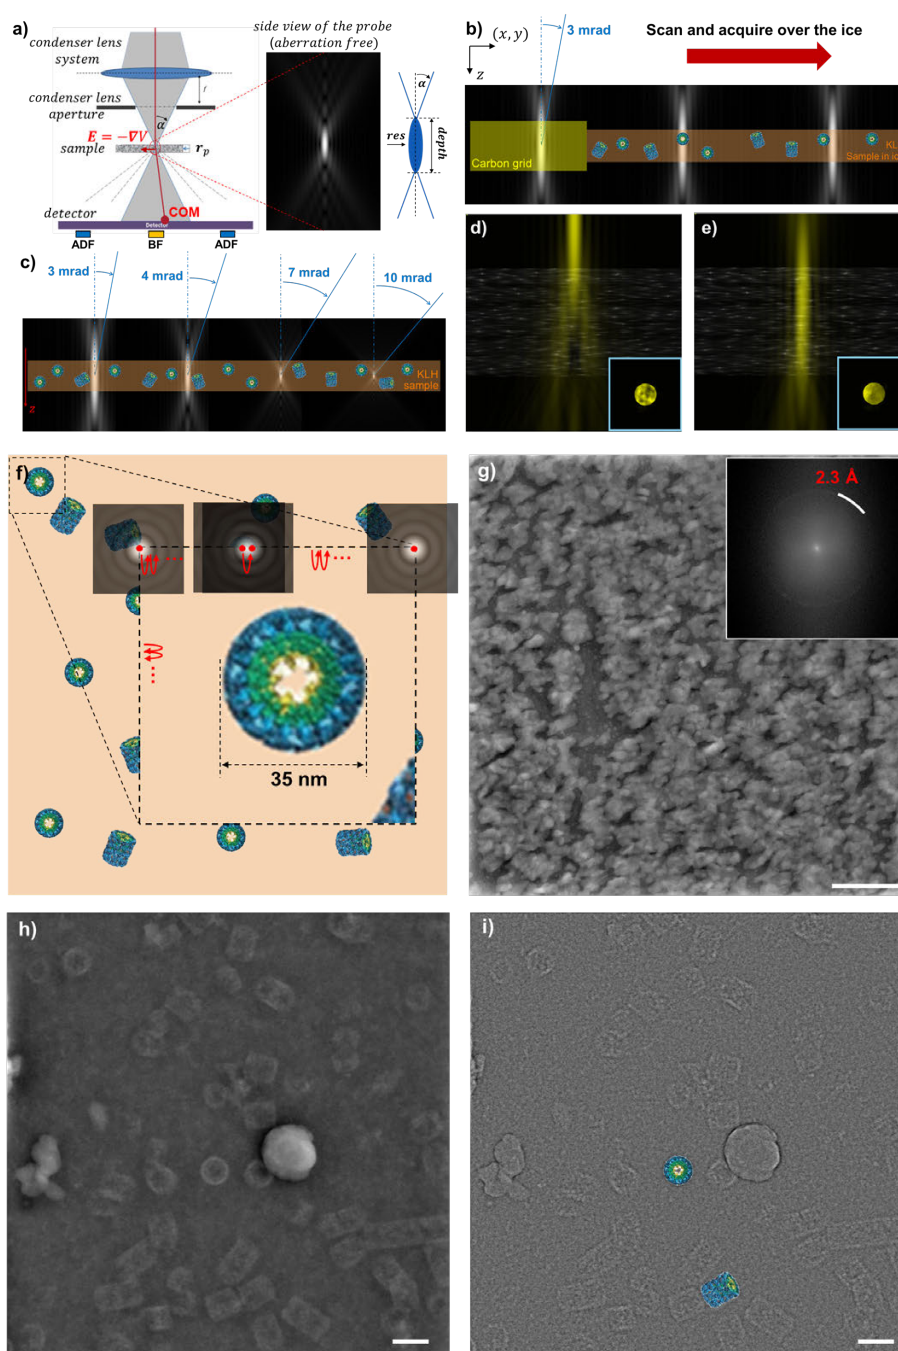 a)
condenser lens
system
condenser lens
aperture
f
α
E = −∇V
sample
r_p
detector
COM
Detector
ADF
BF
ADF
side view of the probe
(aberration free)
α
res
depth
b)
(x, y)
z
3 mrad
Scan and acquire over the ice
Carbon grid
KL
Sample in ic
c)
3 mrad
4 mrad
7 mrad
10 mrad
z
KLH
sample
d)
e)
f)
...
...
...
35 nm
g)
2.3 Å
h)
i)